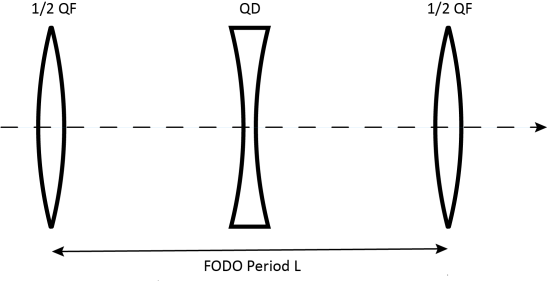 1/2 QF
QD
1/2 QF
FODO Period L